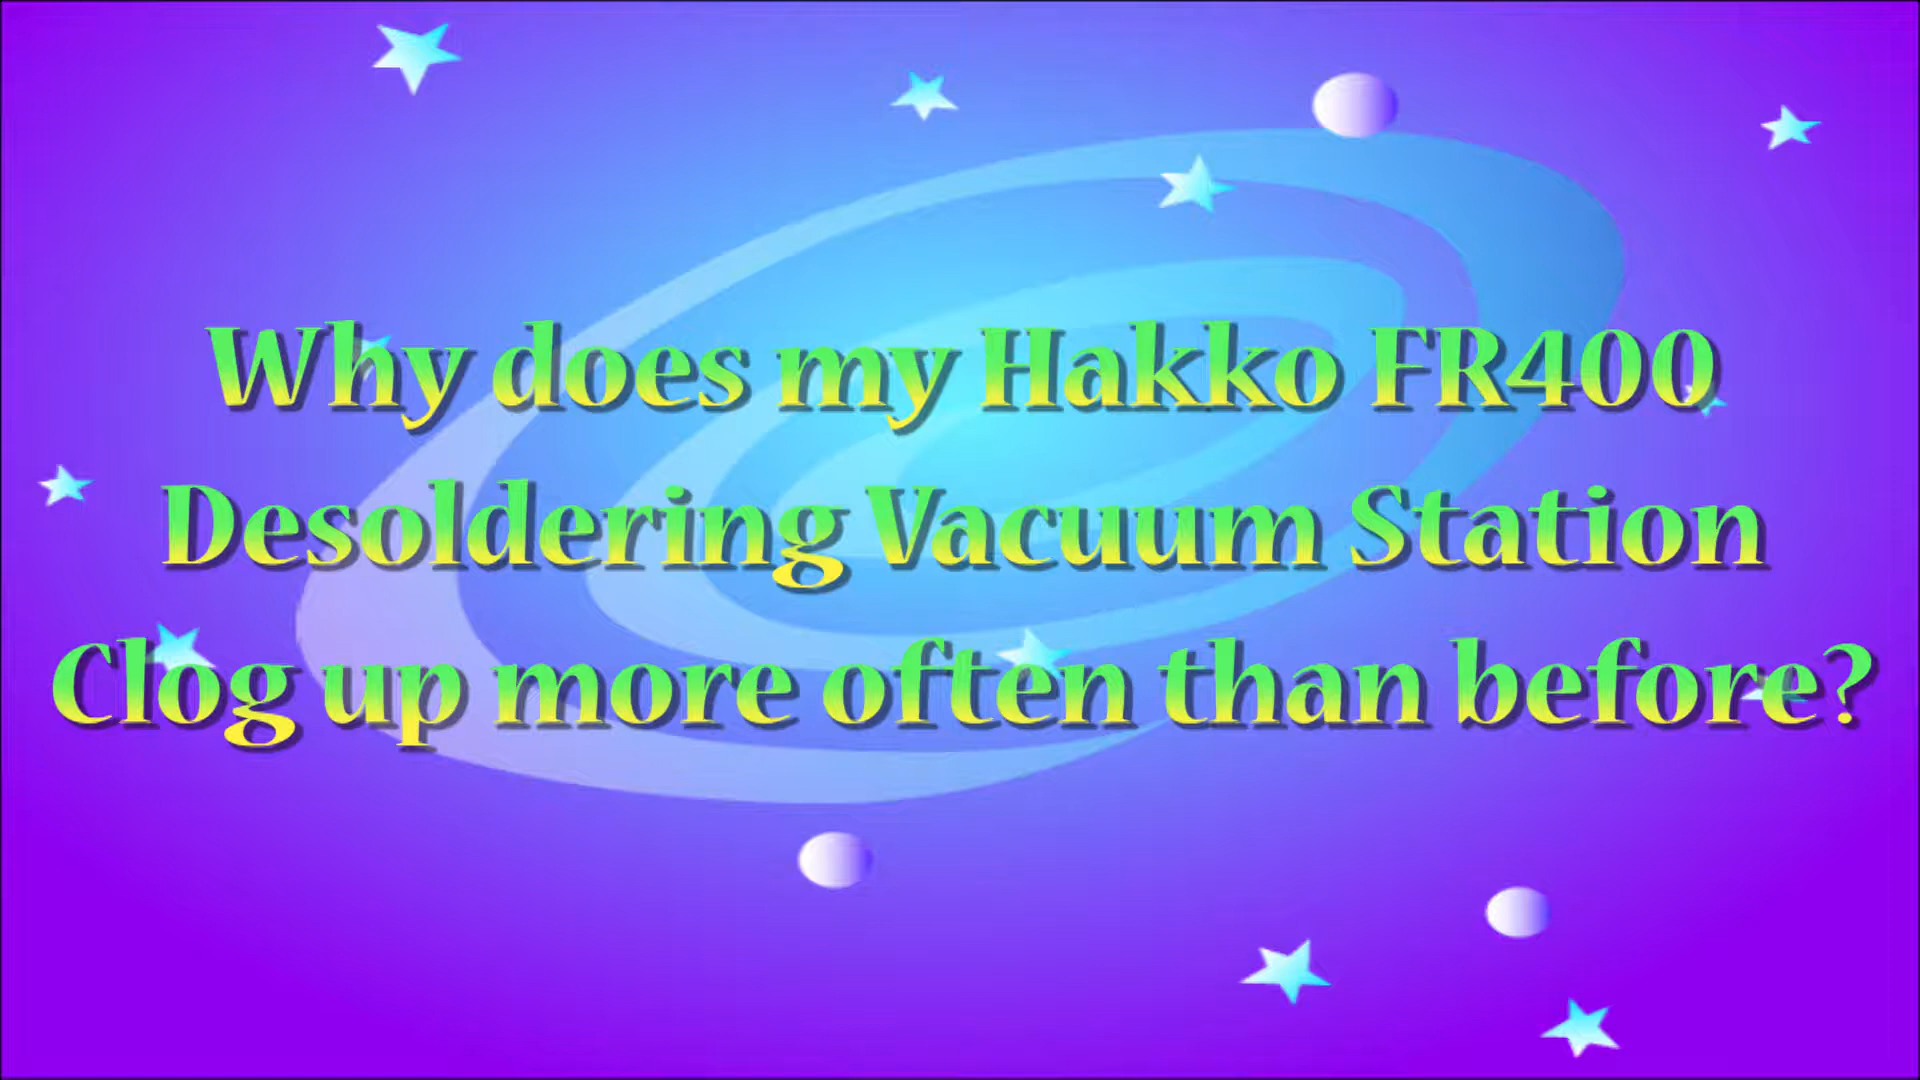 Why does my Hakko FR400
Desoldering Vacuum Station
Clog up more often than before?